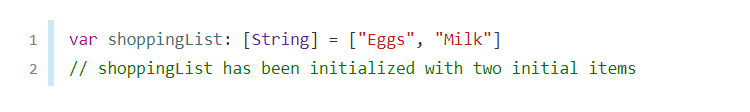 1 var shoppingList: [String] = ["Eggs", "Milk"]
2 // shoppingList has been initialized with two initial items